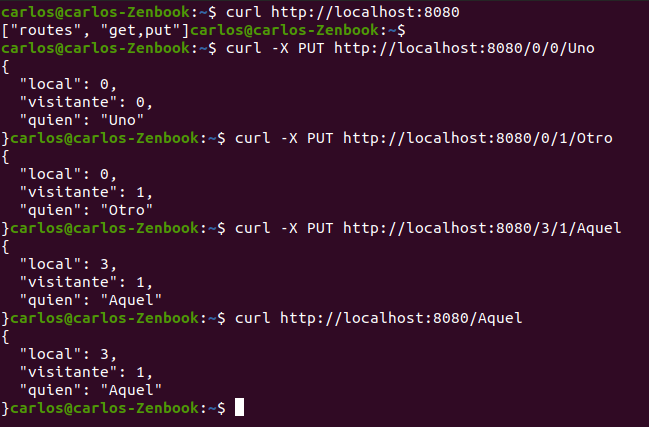 carlos@carlos-Zenbook:~$ curl http://localhost:8080
["routes", "get,put"]carlos@carlos-Zenbook:~$
carlos@carlos-Zenbook:~$ curl -X PUT http://localhost:8080/0/0/Uno
{
  "local": 0,
  "visitante": 0,
  "quien": "Uno"
}carlos@carlos-Zenbook:~$ curl -X PUT http://localhost:8080/0/1/Otro
{
  "local": 0,
  "visitante": 1,
  "quien": "Otro"
}carlos@carlos-Zenbook:~$ curl -X PUT http://localhost:8080/3/1/Aquel
{
  "local": 3,
  "visitante": 1,
  "quien": "Aquel"
}carlos@carlos-Zenbook:~$ curl http://localhost:8080/Aquel
{
  "local": 3,
  "visitante": 1,
  "quien": "Aquel"
}carlos@carlos-Zenbook:~$